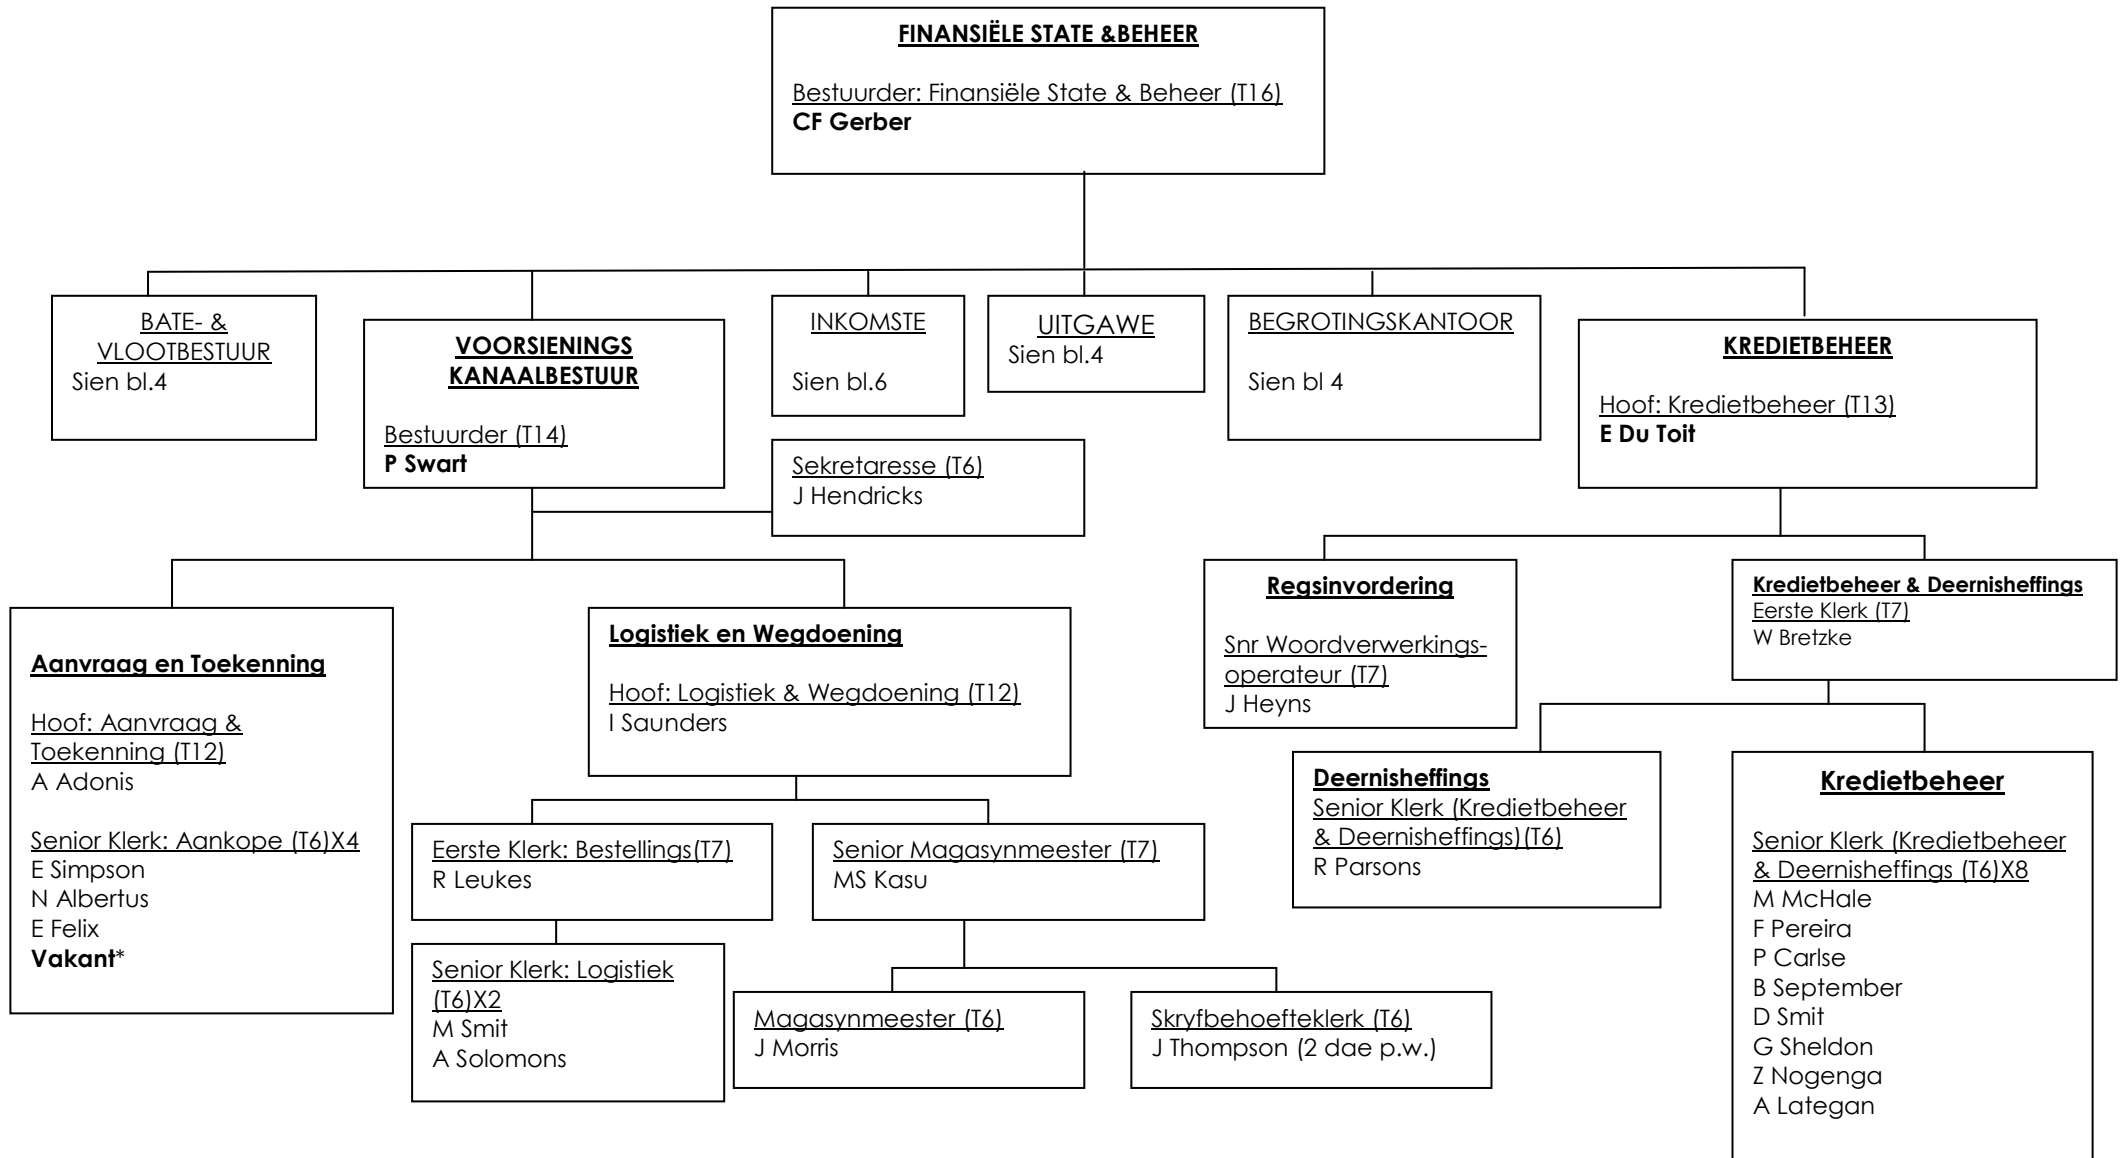 FINANSIËLE STATE &BEHEER
Bestuurder: Finansiële State & Beheer (T16)
CF Gerber
BATE- &
VLOOTBESTUUR
Sien bl.4
VOORSIENINGS
KANAALBESTUUR
Bestuurder (T14)
P Swart
INKOMSTE
Sien bl.6
UITGAWE
Sien bl.4
BEGROTINGSKANTOOR
Sien bl 4
KREDIETBEHEER
Hoof: Kredietbeheer (T13)
E Du Toit
Sekretaresse (T6)
J Hendricks
Aanvraag en Toekenning
Hoof: Aanvraag &
Toekenning (T12)
A Adonis
Senior Klerk: Aankope (T6)X4
E Simpson
N Albertus
E Felix
Vakant*
Logistiek en Wegdoening
Hoof: Logistiek & Wegdoening (T12)
I Saunders
Eerste Klerk: Bestellings(T7)
R Leukes
Senior Klerk: Logistiek
(T6)X2
M Smit
A Solomons
Senior Magasynmeester (T7)
MS Kasu
Magasynmeester (T6)
J Morris
Skryfbehoefteklerk (T6)
J Thompson (2 dae p.w.)
Regsinvordering
Snr Woordverwerkings-
operateur (T7)
J Heyns
Kredietbeheer & Deernisheffings
Eerste Klerk (T7)
W Bretzke
Deernisheffings
Senior Klerk (Kredietbeheer
& Deernisheffings)(T6)
R Parsons
Kredietbeheer
Senior Klerk (Kredietbeheer
& Deernisheffings (T6)X8
M McHale
F Pereira
P Carlse
B September
D Smit
G Sheldon
Z Nogenga
A Lategan